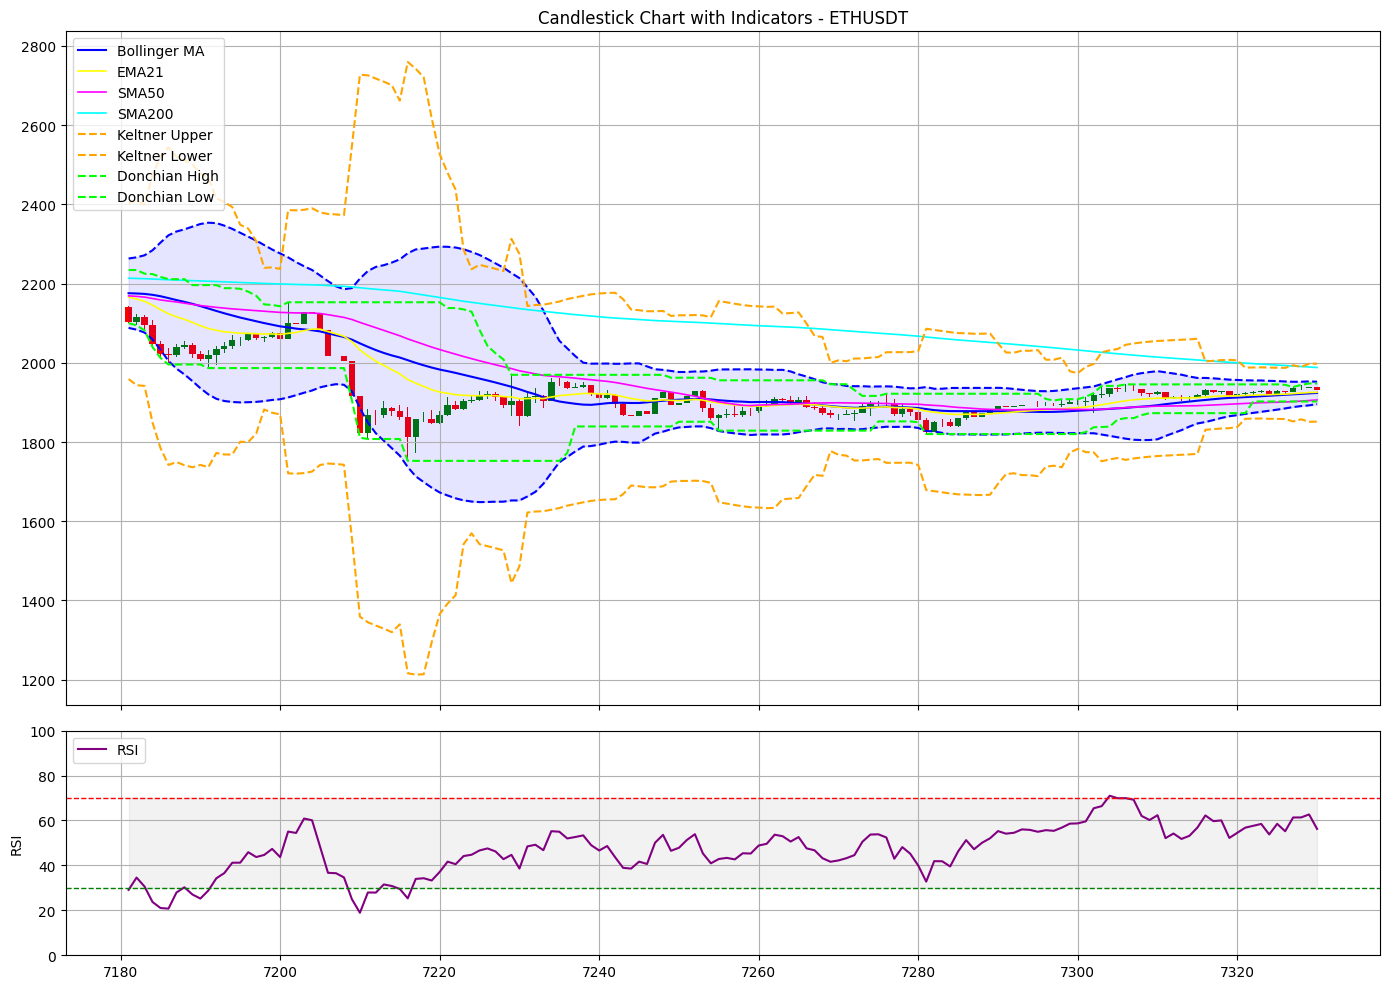 Candlestick Chart with Indicators - ETHUSDT
2800
2600
2400
2200
2000
1800
1600
1400
1200
Bollinger MA
EMA21
SMA50
SMA200
Keltner Upper
Keltner Lower
Donchian High
Donchian Low
100
80
60
40
20
0
RSI
RSI
7180 7200 7220 7240 7260 7280 7300 7320